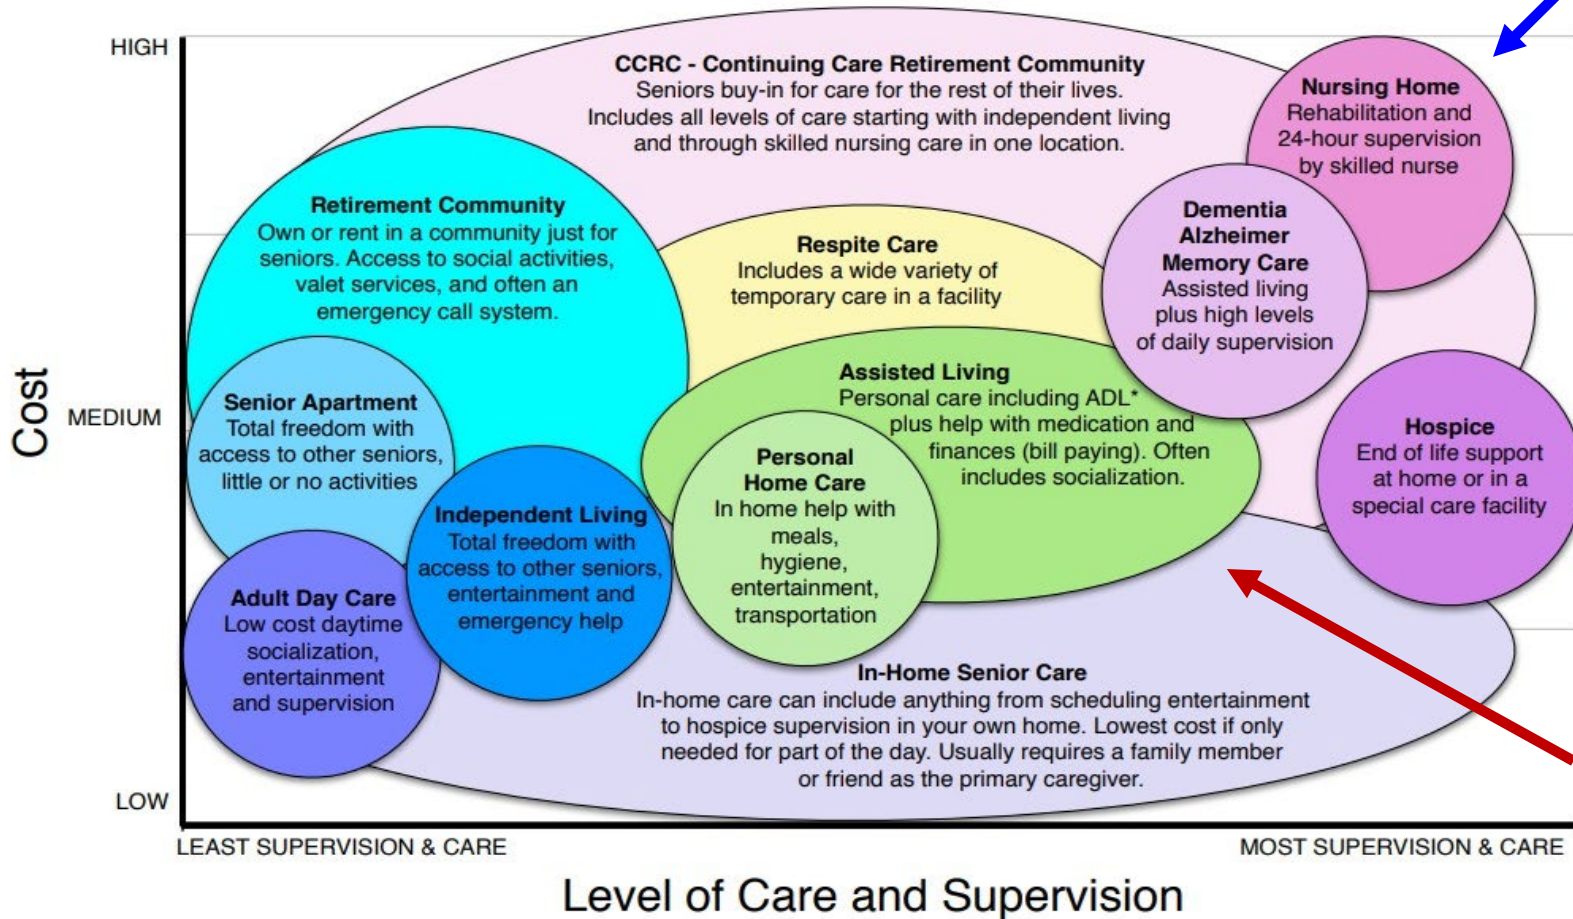 HIGH
CCRC - Continuing Care Retirement Community
Seniors buy-in for care for the rest of their lives.
Includes all levels of care starting with independent living
and through skilled nursing care in one location.
Nursing Home
Rehabilitation and
24-hour supervision
by skilled nurse
Retirement Community
Own or rent in a community just for
seniors. Access to social activities,
valet services, and often an
emergency call system.
Respite Care
Includes a wide variety of
temporary care in a facility
Dementia
Alzheimer
Memory Care
Assisted living
plus high levels
of daily supervision
Cost
MEDIUM
Senior Apartment
Total freedom with
access to other seniors,
little or no activities
Assisted Living
Personal care including ADL*
plus help with medication and
finances (bill paying). Often
includes socialization.
Hospice
End of life support
at home or in a
special care facility
Personal
Home Care
In home help with
meals,
hygiene,
entertainment,
transportation
Independent Living
Total freedom with
access to other seniors,
entertainment and
emergency help
Adult Day Care
Low cost daytime
socialization,
entertainment
and supervision
In-Home Senior Care
In-home care can include anything from scheduling entertainment
to hospice supervision in your own home. Lowest cost if only
needed for part of the day. Usually requires a family member
or friend as the primary caregiver.
LOW
LEAST SUPERVISION & CARE
MOST SUPERVISION & CARE
Level of Care and Supervision